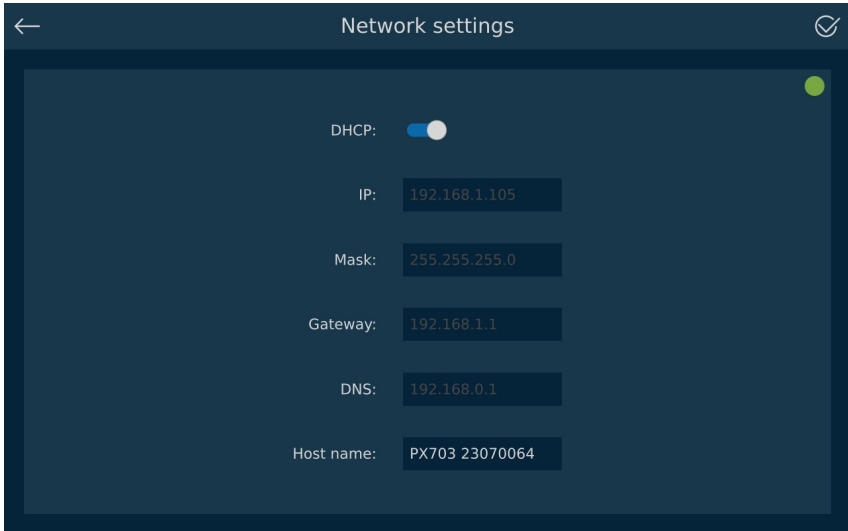 Network settings
DHCP:
IP: 192.168.1.105
Mask: 255.255.255.0
Gateway: 192.168.1.1
DNS: 192.168.0.1
Host name: PX703 23070064